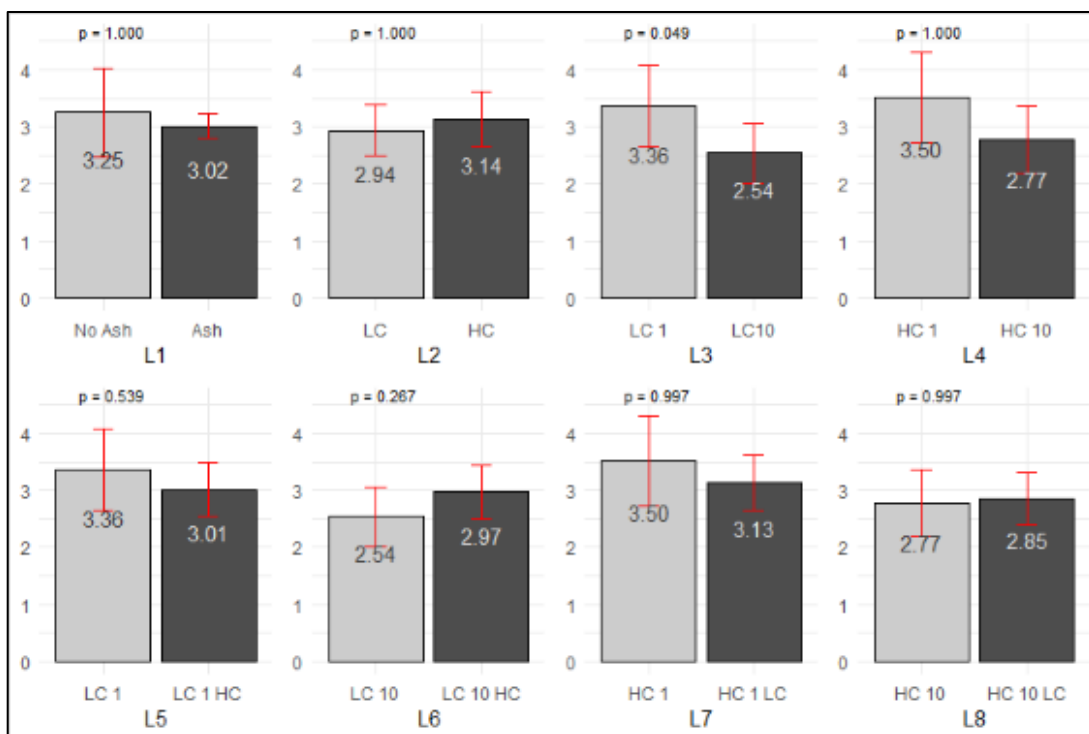 p = 1.000 p = 1.000 p = 0.049 p = 1.000
4 4 4 4
3 3 3 3
3.25 3.02 2.94 3.14 3.36 2.54 3.50 2.77
2 2 2 2
1 1 1 1
0 0 0 0
No Ash Ash LC HC LC 1 LC10 HC 1 HC 10
L1 L2 L3 L4
p = 0.539 p = 0.267 p = 0.997 p = 0.997
4 4 4 4
3 3 3 3
3.36 3.01 2.54 2.97 3.50 3.13 2.77 2.85
2 2 2 2
1 1 1 1
0 0 0 0
LC 1 LC 1 HC LC 10 LC 10 HC HC 1 HC 1 LC HC 10 HC 10 LC
L5 L6 L7 L8